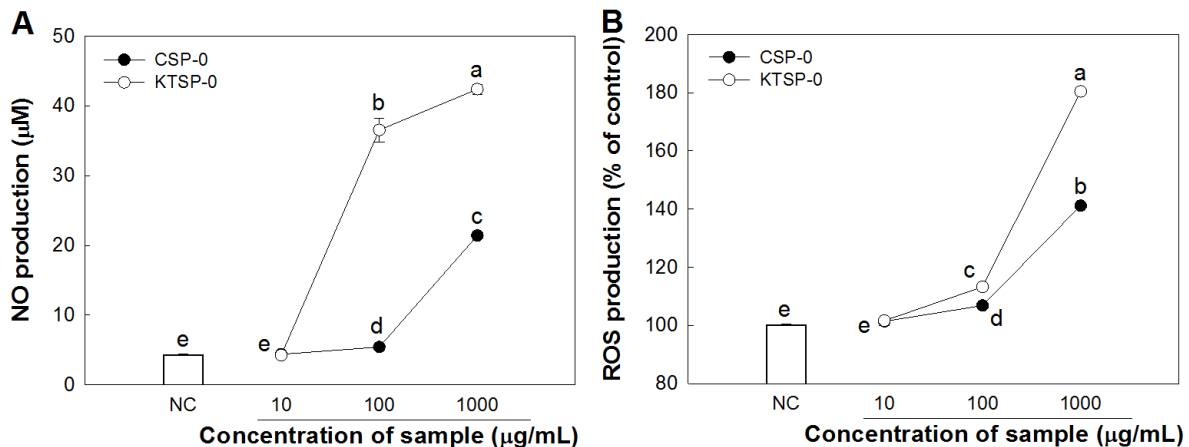 A
NO production (μM)
50
40
30
20
10
0
CSP-0
KTSP-0
a
b
c
d
e
e
NC
10
100
1000
Concentration of sample (μg/mL)
B
ROS production (% of control)
200
180
160
140
120
100
80
CSP-0
KTSP-0
a
b
c
d
e
e
NC
10
100
1000
Concentration of sample (μg/mL)